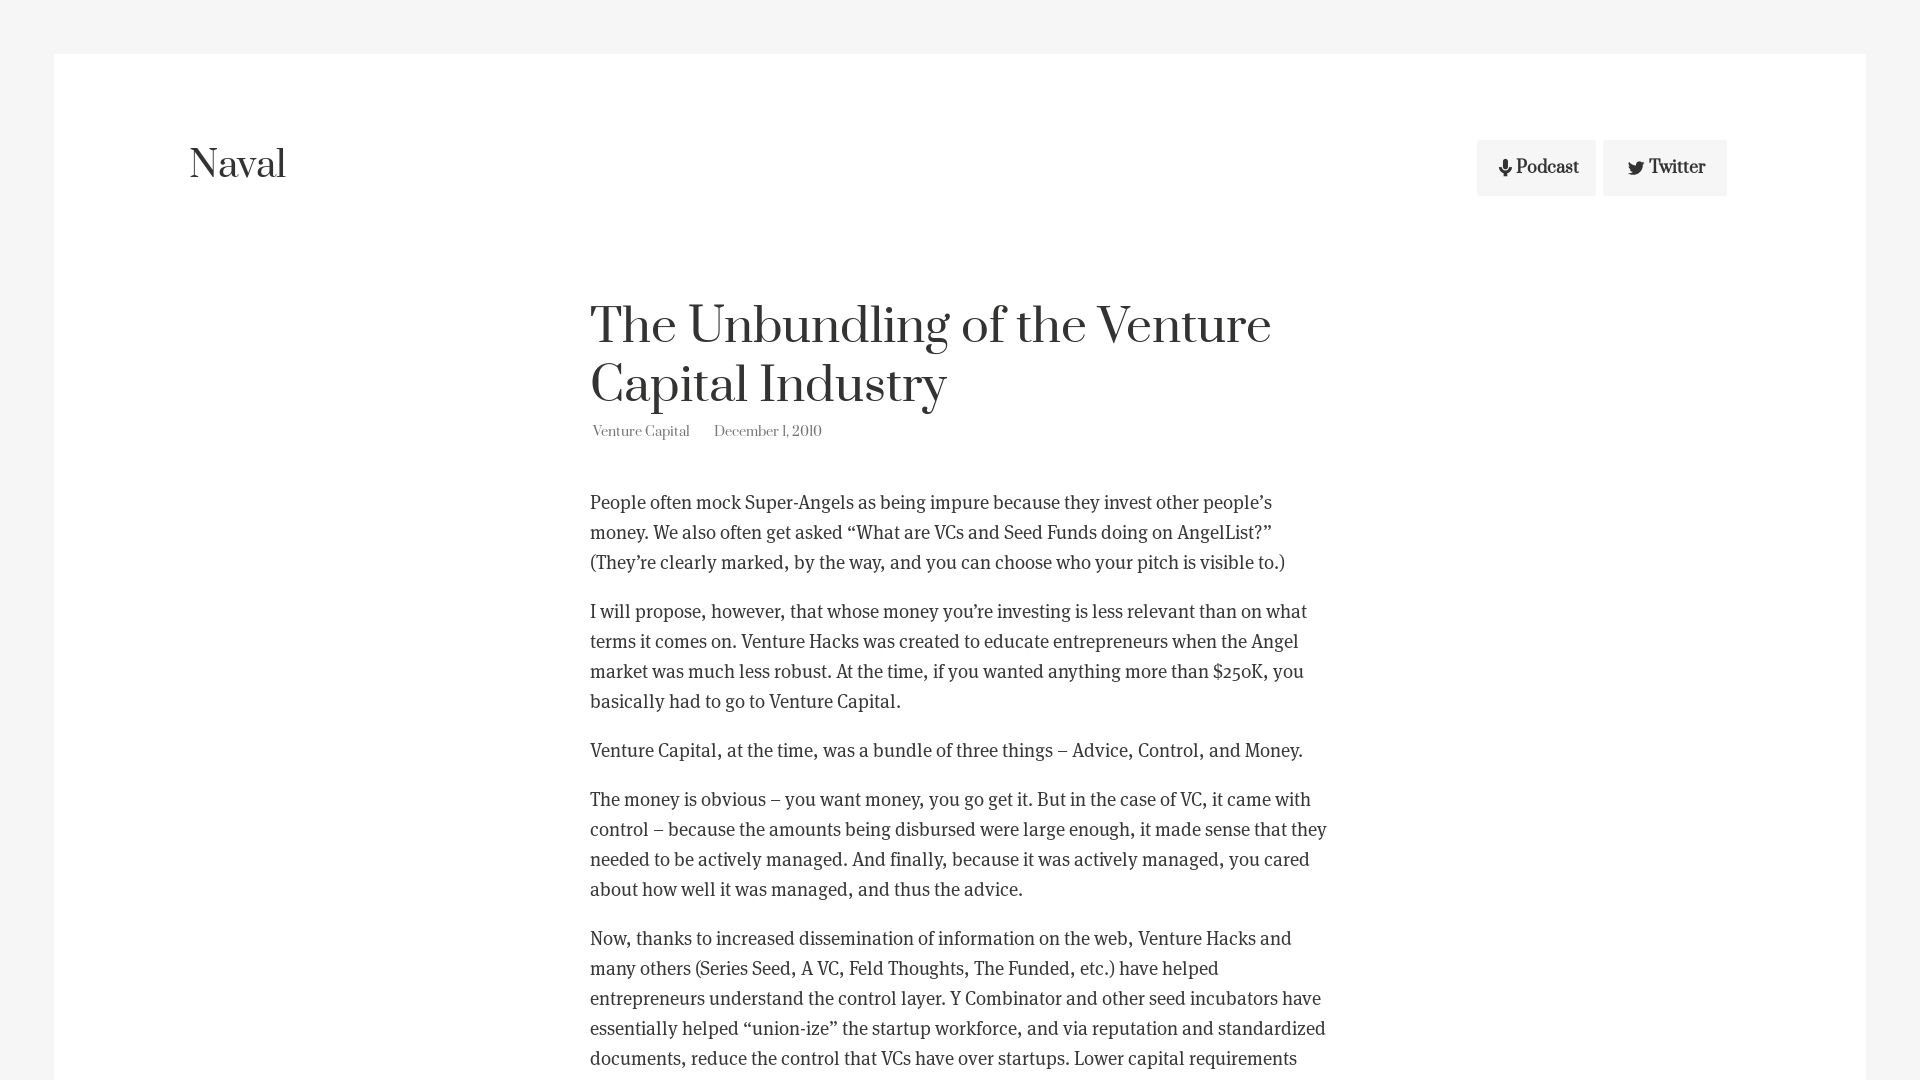 Naval
Podcast
Twitter
The Unbundling of the Venture
Capital Industry
Venture Capital December 1, 2010
People often mock Super-Angels as being impure because they invest other people’s
money. We also often get asked “What are VCs and Seed Funds doing on AngelList?”
(They’re clearly marked, by the way, and you can choose who your pitch is visible to.)
I will propose, however, that whose money you’re investing is less relevant than on what
terms it comes on. Venture Hacks was created to educate entrepreneurs when the Angel
market was much less robust. At the time, if you wanted anything more than $250K, you
basically had to go to Venture Capital.
Venture Capital, at the time, was a bundle of three things – Advice, Control, and Money.
The money is obvious – you want money, you go get it. But in the case of VC, it came with
control – because the amounts being disbursed were large enough, it made sense that they
needed to be actively managed. And finally, because it was actively managed, you cared
about how well it was managed, and thus the advice.
Now, thanks to increased dissemination of information on the web, Venture Hacks and
many others (Series Seed, A VC, Feld Thoughts, The Funded, etc.) have helped
entrepreneurs understand the control layer. Y Combinator and other seed incubators have
essentially helped “union-ize” the startup workforce, and via reputation and standardized
documents, reduce the control that VCs have over startups. Lower capital requirements